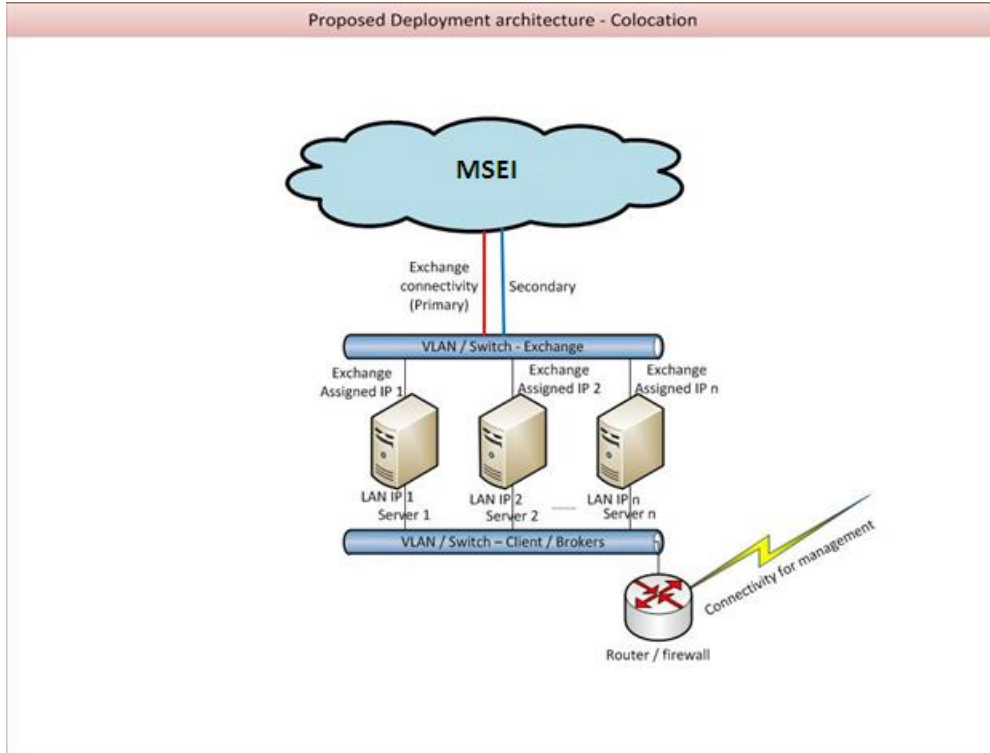 Proposed Deployment architecture - Colocation
MSEI
Exchange
connectivity
(Primary)
Secondary
VLAN / Switch - Exchange
Exchange
Assigned IP 1
Exchange
Assigned IP 2
Exchange
Assigned IP n
LAN IP 1
Server 1
LAN IP 2
Server 2
LAN IP n
Server n
VLAN / Switch – Client / Brokers
Connectivity for management
Router / firewall